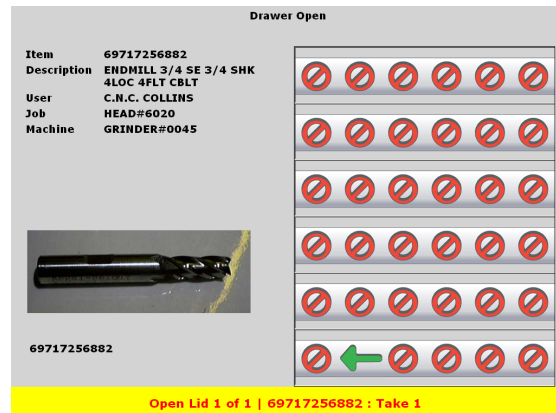 Drawer Open
Item 69717256882
Description ENDMILL 3/4 SE 3/4 SHK
4LOC 4FLT CBLT
User C.N.C. COLLINS
Job HEAD#6020
Machine GRINDER#0045
69717256882
Open Lid 1 of 1 | 69717256882 : Take 1